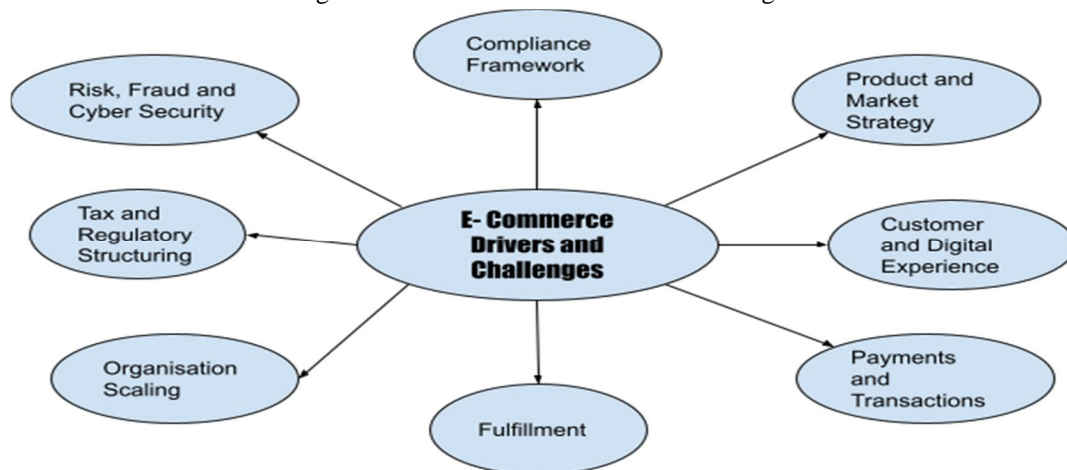 Compliance
Framework
Risk, Fraud and
Cyber Security
Product and
Market
Strategy
Tax and
Regulatory
Structuring
E- Commerce
Drivers and
Challenges
Customer
and Digital
Experience
Organisation
Scaling
Fulfillment
Payments
and
Transactions